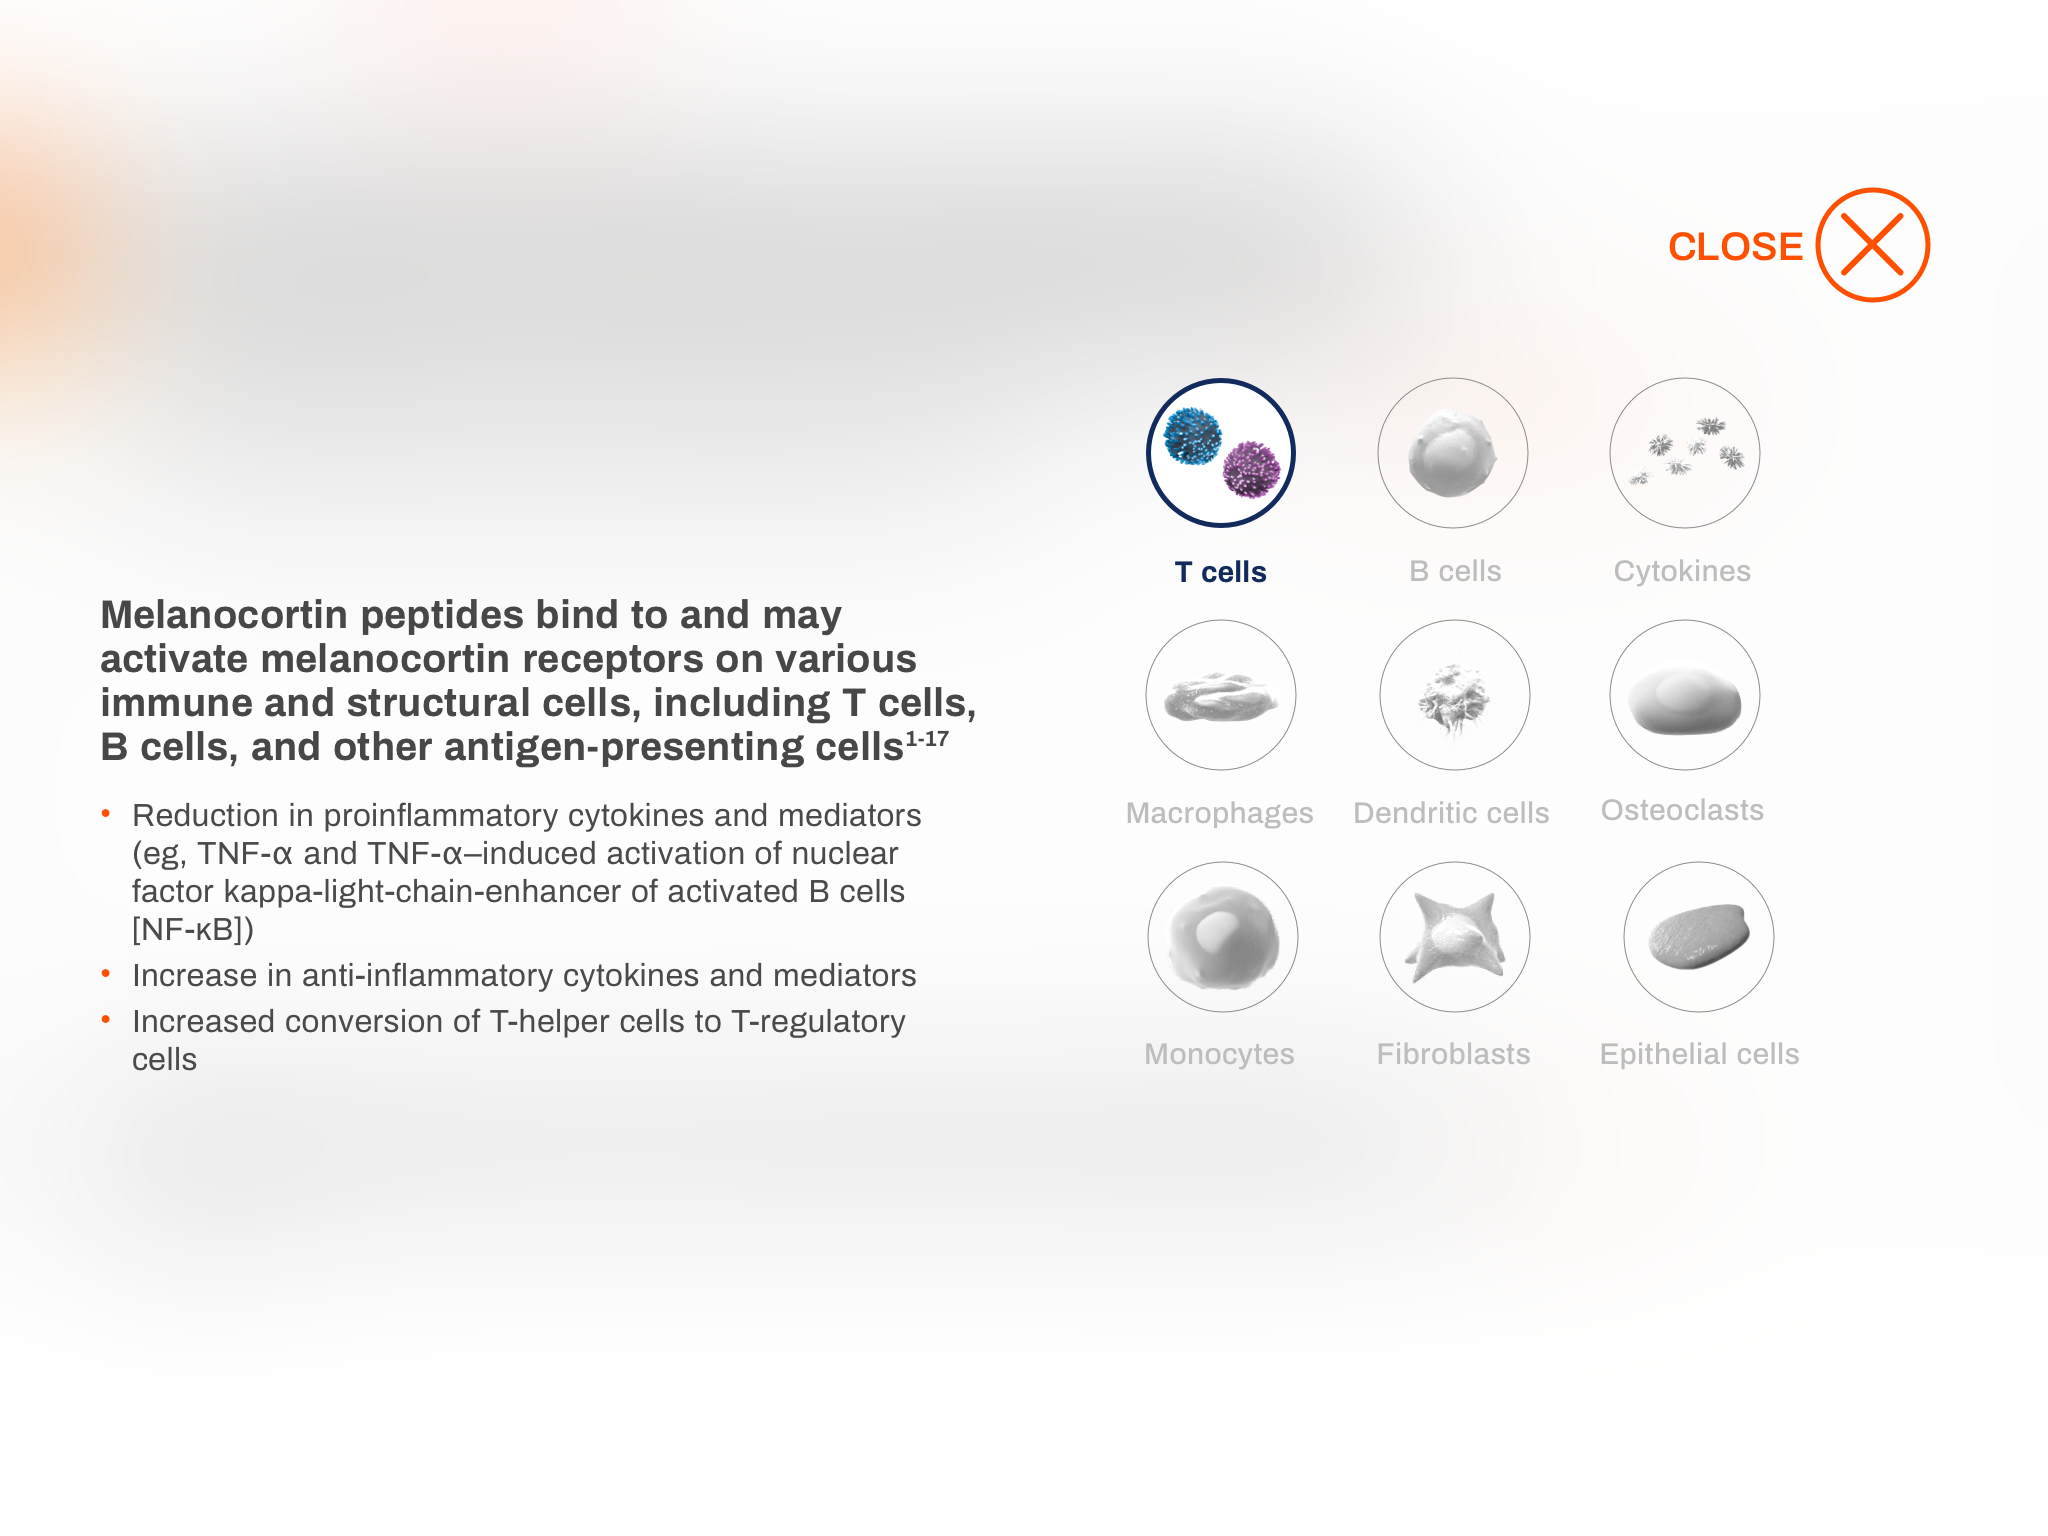 CLOSE
Melanocortin peptides bind to and may
activate melanocortin receptors on various
immune and structural cells, including T cells,
B cells, and other antigen-presenting cells1-17
• Reduction in proinflammatory cytokines and mediators
(eg, TNF-α and TNF-α–induced activation of nuclear
factor kappa-light-chain-enhancer of activated B cells
[NF-κB])
• Increase in anti-inflammatory cytokines and mediators
• Increased conversion of T-helper cells to T-regulatory
cells
T cells
B cells
Cytokines
Macrophages
Dendritic cells
Osteoclasts
Monocytes
Fibroblasts
Epithelial cells